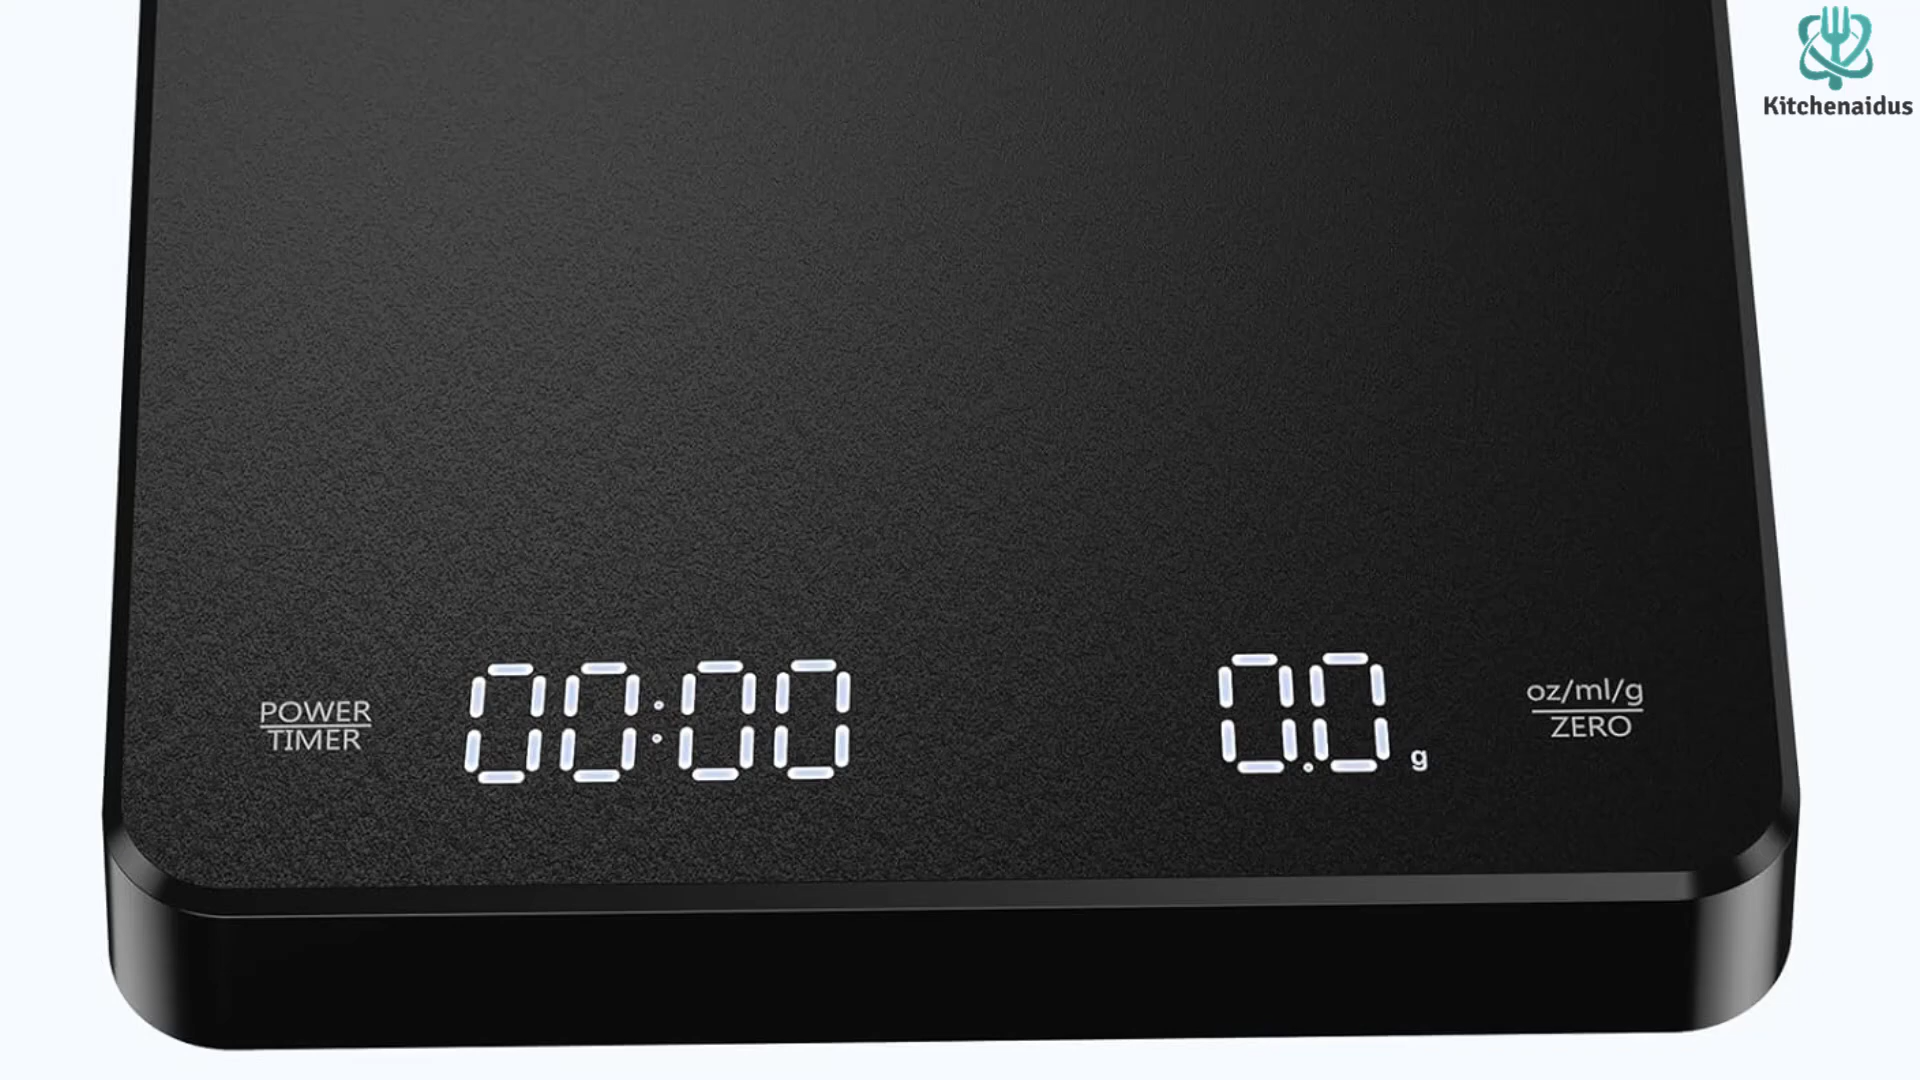 Kitchenaidus
POWER
TIMER
00:00
0.0 g
oz/ml/g
ZERO